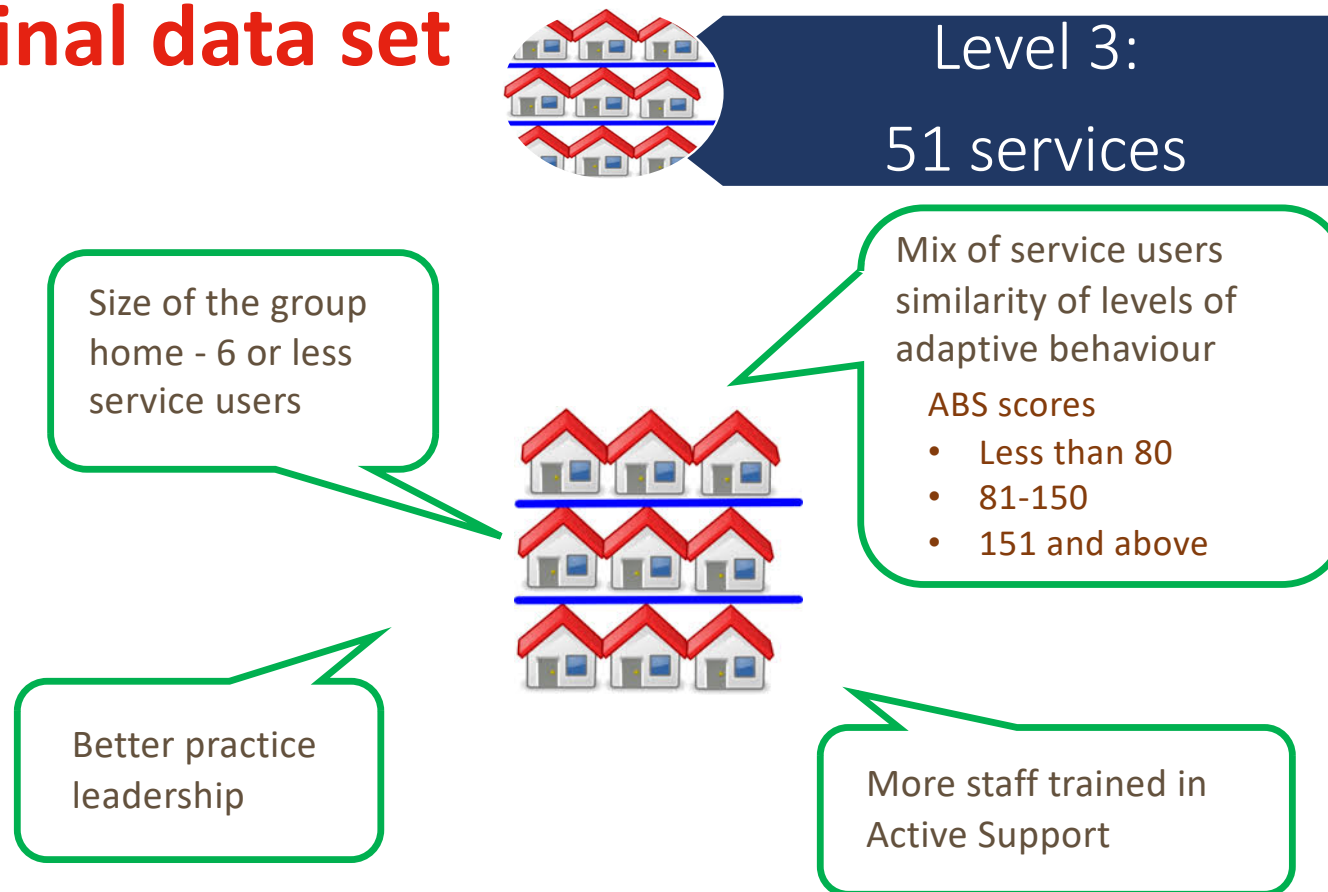 inal data set
Level 3:
51 services
Size of the group
home - 6 or less
service users
Mix of service users
similarity of levels of
adaptive behaviour
ABS scores
• Less than 80
• 81-150
• 151 and above
Better practice
leadership
More staff trained in
Active Support